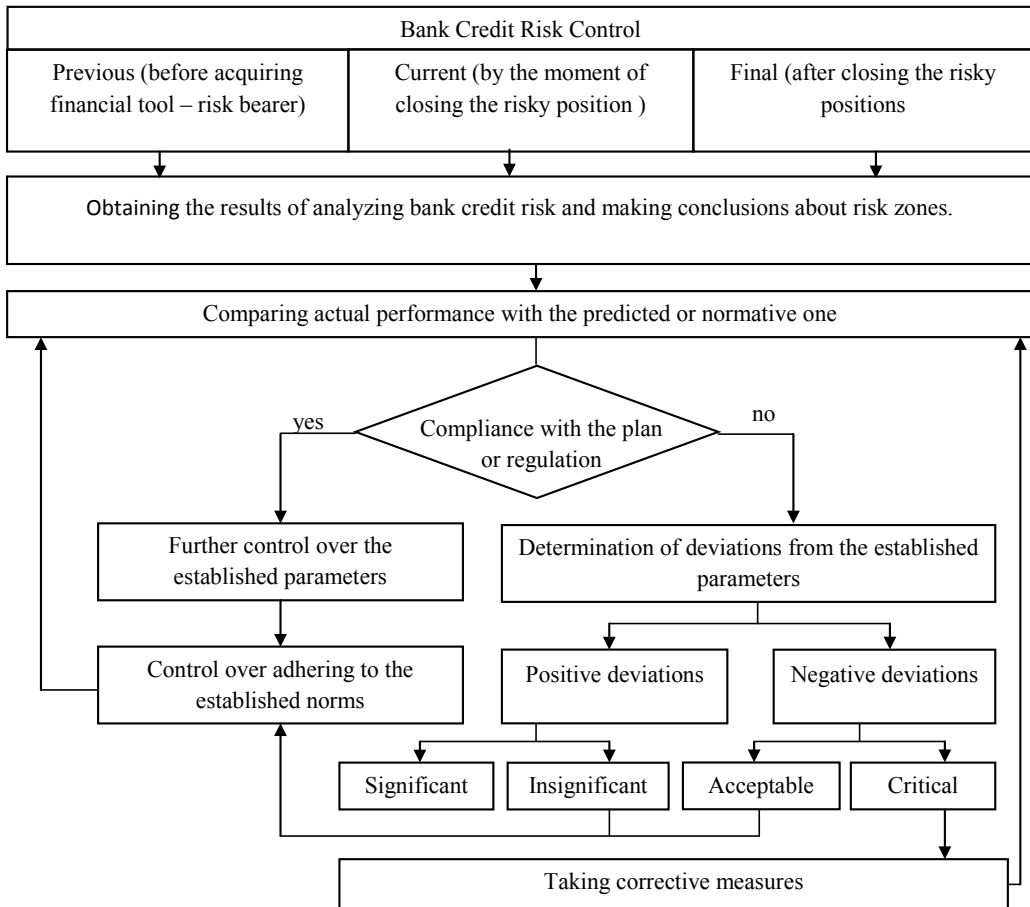 Bank Credit Risk Control
Previous (before acquiring
financial tool – risk bearer)
Current (by the moment of
closing the risky position )
Final (after closing the risky
positions
Obtaining the results of analyzing bank credit risk and making conclusions about risk zones.
Comparing actual performance with the predicted or normative one
yes
no
Compliance with the plan
or regulation
Further control over the
established parameters
Determination of deviations from the established
parameters
Control over adhering to the
established norms
Positive deviations
Negative deviations
Significant
Insignificant
Acceptable
Critical
Taking corrective measures